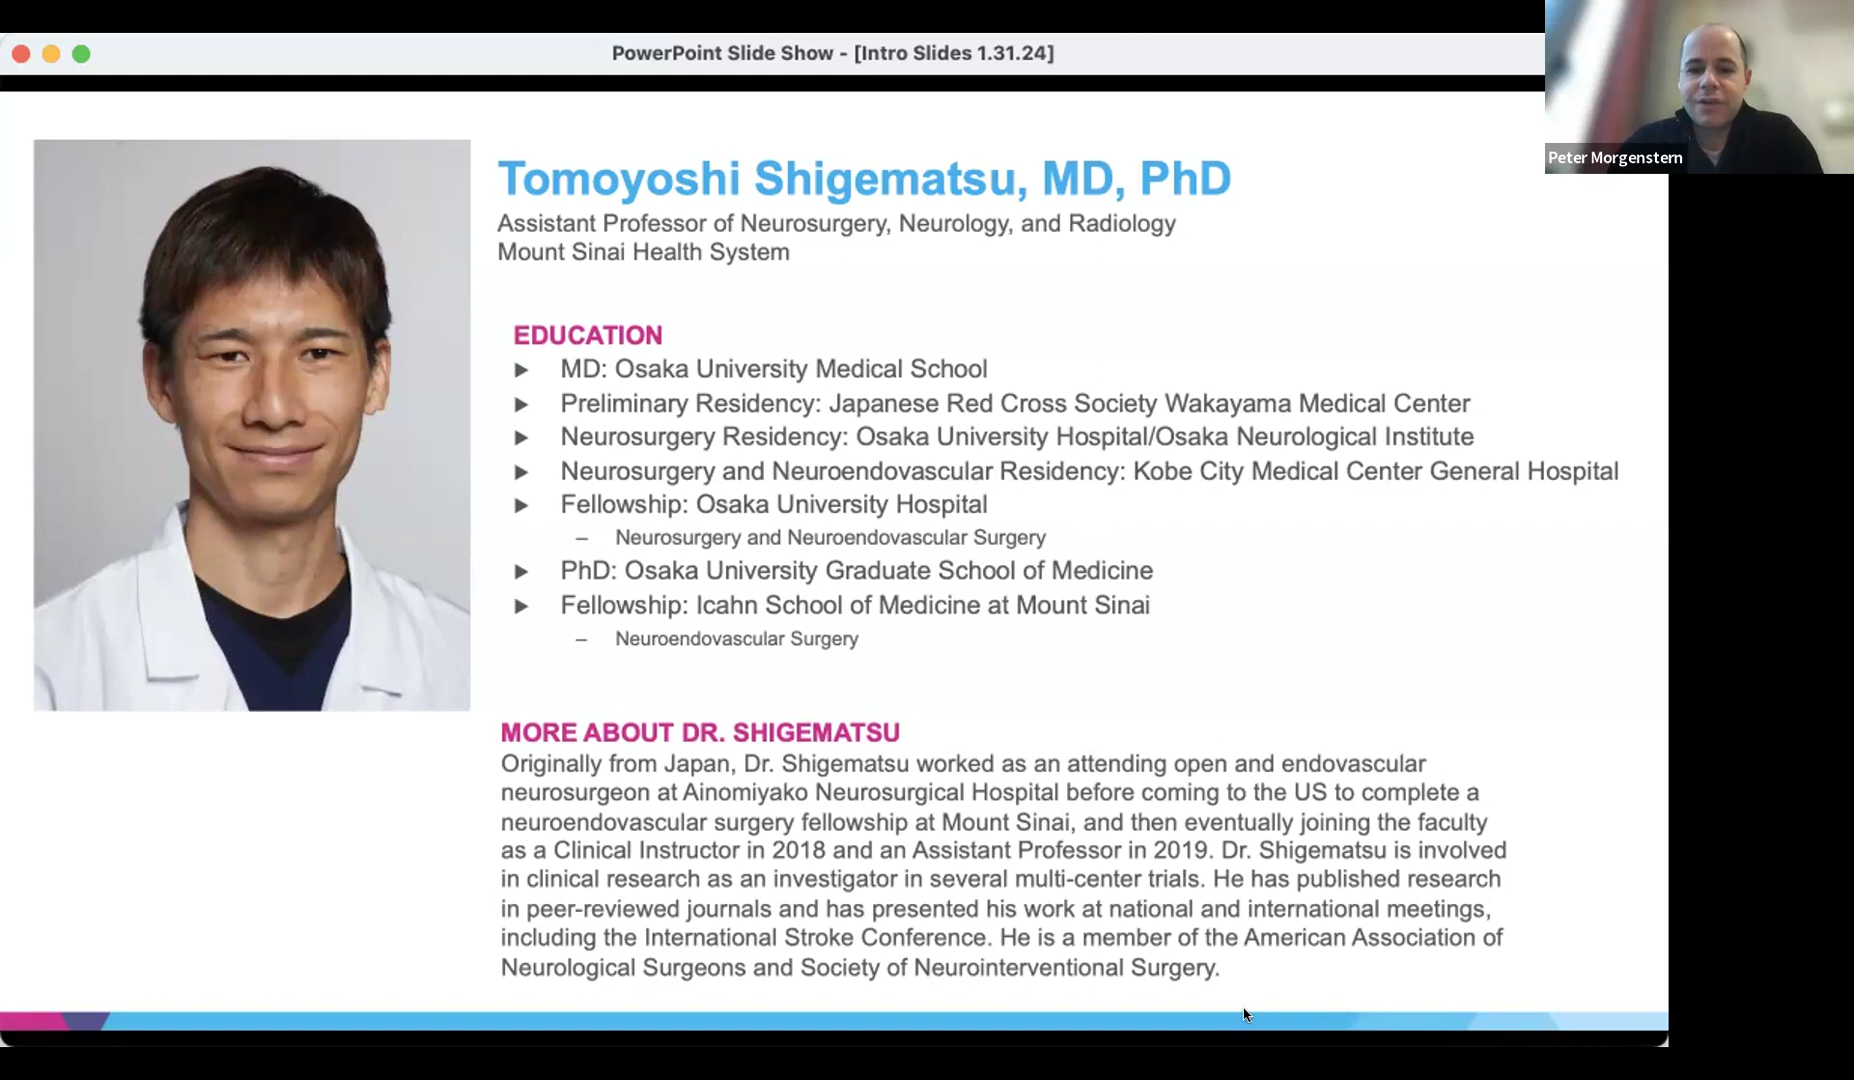 PowerPoint Slide Show - [Intro Slides 1.31.24]
Peter Morgenstern
Tomoyoshi Shigematsu, MD, PhD
Assistant Professor of Neurosurgery, Neurology, and Radiology
Mount Sinai Health System
EDUCATION
MD: Osaka University Medical School
Preliminary Residency: Japanese Red Cross Society Wakayama Medical Center
Neurosurgery Residency: Osaka University Hospital/Osaka Neurological Institute
Neurosurgery and Neuroendovascular Residency: Kobe City Medical Center General Hospital
Fellowship: Osaka University Hospital
– Neurosurgery and Neuroendovascular Surgery
PhD: Osaka University Graduate School of Medicine
Fellowship: Icahn School of Medicine at Mount Sinai
– Neuroendovascular Surgery
MORE ABOUT DR. SHIGEMATSU
Originally from Japan, Dr. Shigematsu worked as an attending open and endovascular
neurosurgeon at Ainomiyako Neurosurgical Hospital before coming to the US to complete a
neuroendovascular surgery fellowship at Mount Sinai, and then eventually joining the faculty
as a Clinical Instructor in 2018 and an Assistant Professor in 2019. Dr. Shigematsu is involved
in clinical research as an investigator in several multi-center trials. He has published research
in peer-reviewed journals and has presented his work at national and international meetings,
including the International Stroke Conference. He is a member of the American Association of
Neurological Surgeons and Society of Neurointerventional Surgery.